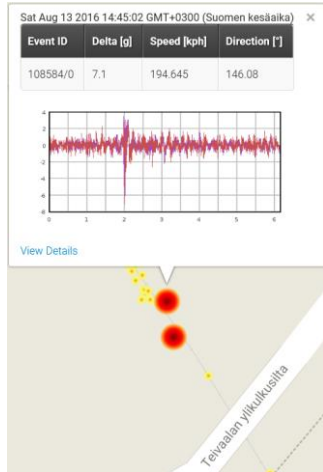 Sat Aug 13 2016 14:45:02 GMT+0300 (Suomen kesäaika) ×
Event ID Delta [g] Speed [kph] Direction [°]
108584/0 7.1 194.645 146.08
4
2
0
-2
-4
-6
-8
0 1 2 3 4 5 6
View Details
Teivaalan ylikulkusilta